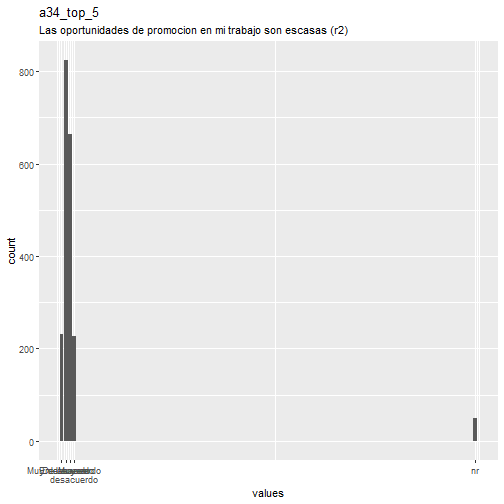 a34_top_5
Las oportunidades de promocion en mi trabajo son escasas (r2)
800
600
400
200
0
count
nr
desacuerdo
values